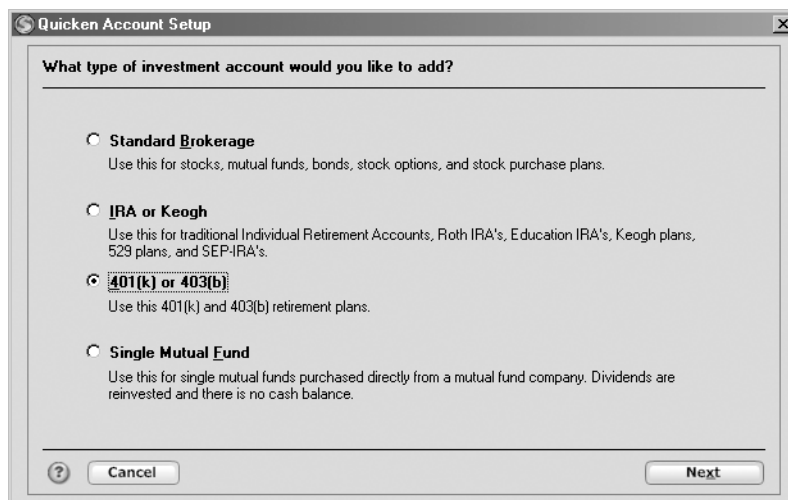 Quicken Account Setup
What type of investment account would you like to add?
Standard Brokerage
Use this for stocks, mutual funds, bonds, stock options, and stock purchase plans.
IRA or Keogh
Use this for traditional Individual Retirement Accounts, Roth IRA's, Education IRA's, Keogh plans,
529 plans, and SEP-IRA's.
401(k) or 403(b)
Use this 401(k) and 403(b) retirement plans.
Single Mutual Fund
Use this for single mutual funds purchased directly from a mutual fund company. Dividends are
reinvested and there is no cash balance.
? Cancel Next